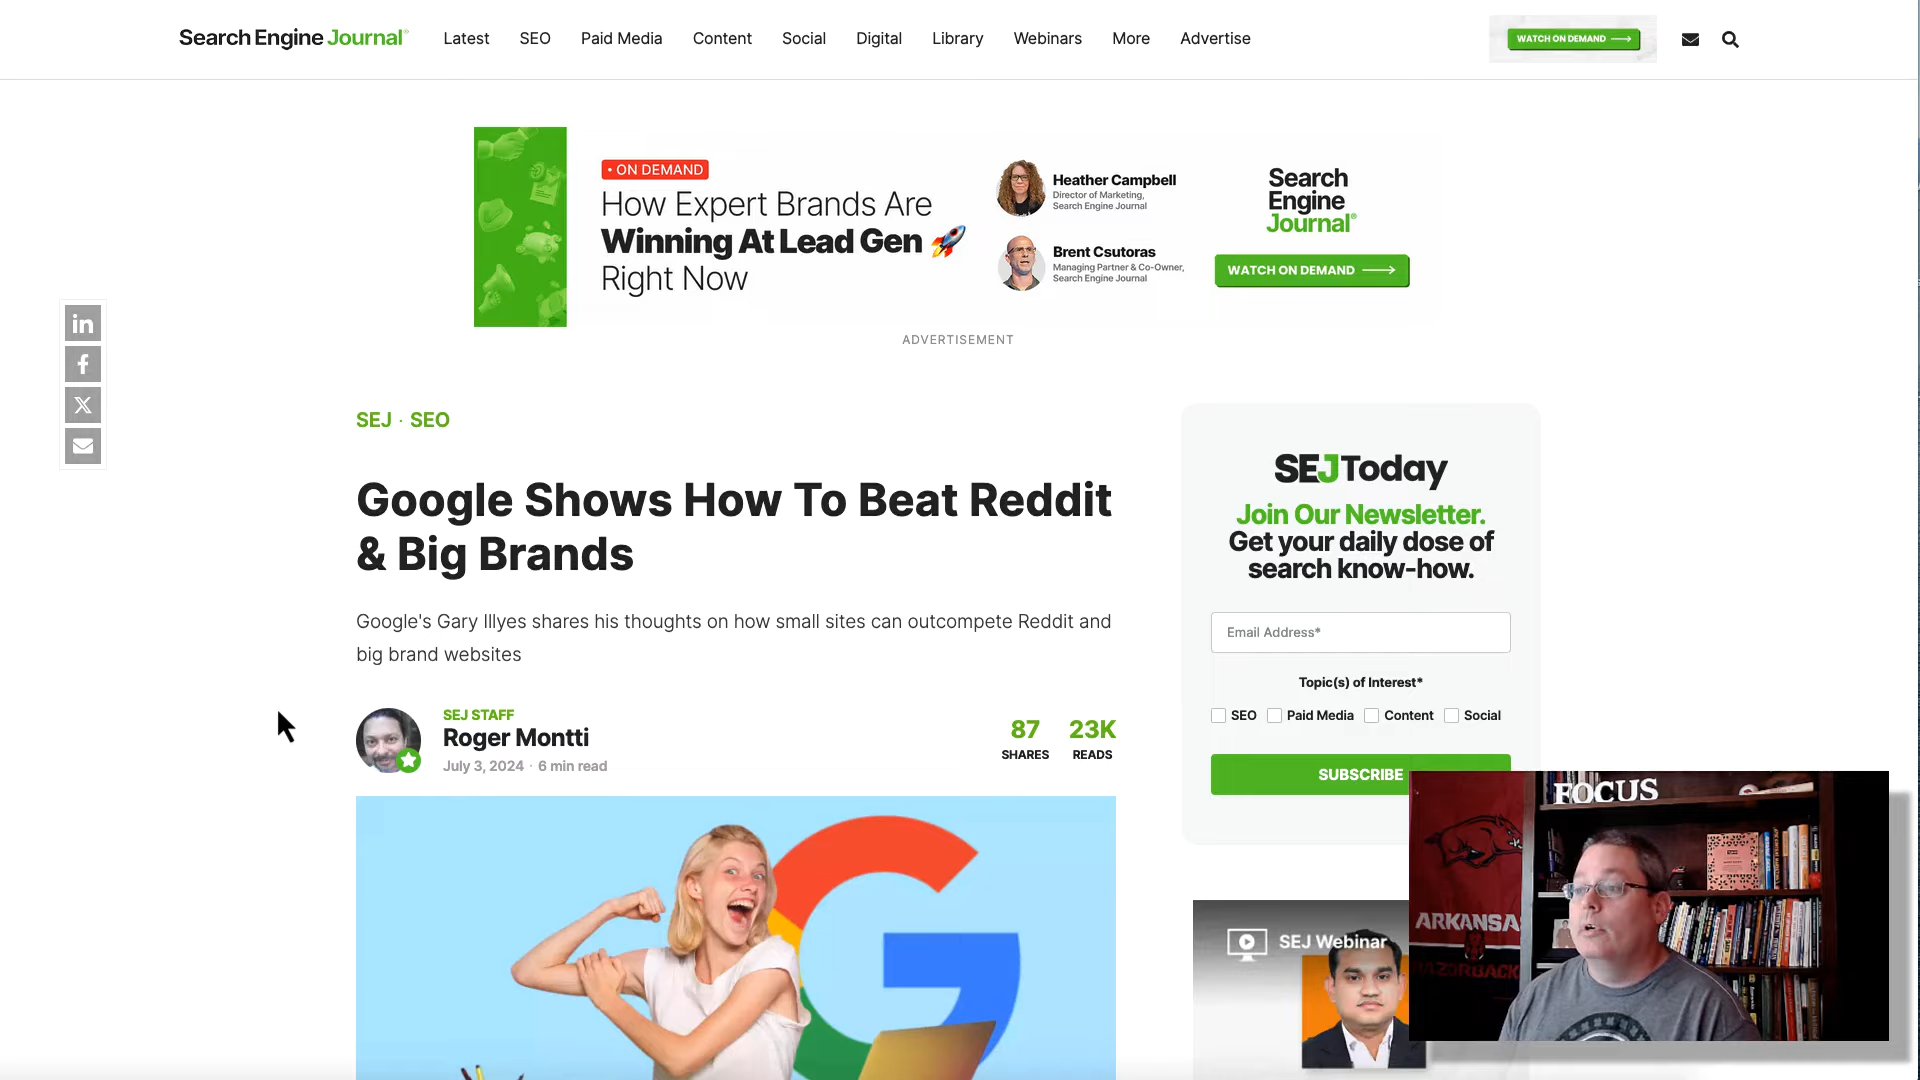 Search Engine Journal
Latest
SEO
Paid Media
Content
Social
Digital
Library
Webinars
More
Advertise
WATCH ON DEMAND
• ON DEMAND
How Expert Brands Are
Winning At Lead Gen
Right Now
Heather Campbell
Director of Marketing,
Search Engine Journal
Brent Csutoras
Managing Partner & Co-Owner,
Search Engine Journal
Search
Engine
Journal
WATCH ON DEMAND
ADVERTISEMENT
in
f
X
SEJ · SEO
Google Shows How To Beat Reddit
& Big Brands
Google's Gary Illyes shares his thoughts on how small sites can outcompete Reddit and
big brand websites
SEJ STAFF
Roger Montti
July 3, 2024 · 6 min read
87
SHARES
23K
READS
SEJ Today
Join Our Newsletter.
Get your daily dose of
search know-how.
Email Address*
Topic(s) of Interest*
SEO
Paid Media
Content
Social
SUBSCRIBE
SEJ Webinar
FOCUS
ARKANSA
RAZORBACK